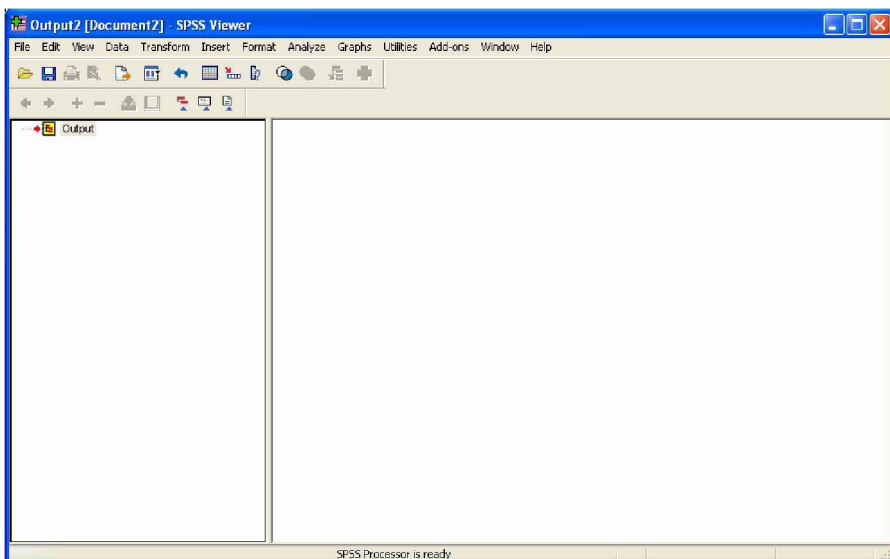 Output2 [Document2] - SPSS Viewer
File Edit View Data Transform Insert Format Analyze Graphs Utilities Add-ons Window Help
Output
SPSS Processor is ready